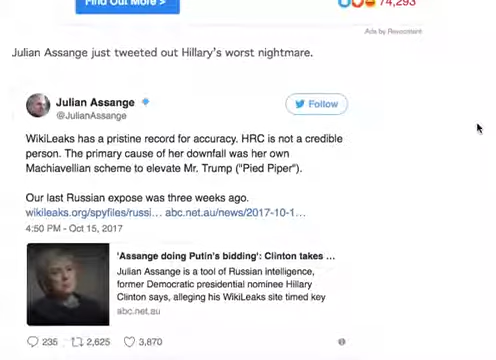 Find Out More >
74,293
Ads by Revcontent
Julian Assange just tweeted out Hillary's worst nightmare.
Julian Assange
@JulianAssange
Follow
WikiLeaks has a pristine record for accuracy. HRC is not a credible
person. The primary cause of her downfall was her own
Machiavellian scheme to elevate Mr. Trump ("Pied Piper").
Our last Russian expose was three weeks ago.
wikileaks.org/spyfiles/russi... abc.net.au/news/2017-10-1...
4:50 PM - Oct 15, 2017
'Assange doing Putin's bidding': Clinton takes ...
Julian Assange is a tool of Russian intelligence,
former Democratic presidential nominee Hillary
Clinton says, alleging his WikiLeaks site timed key
abc.net.au
235 2,625 3,870